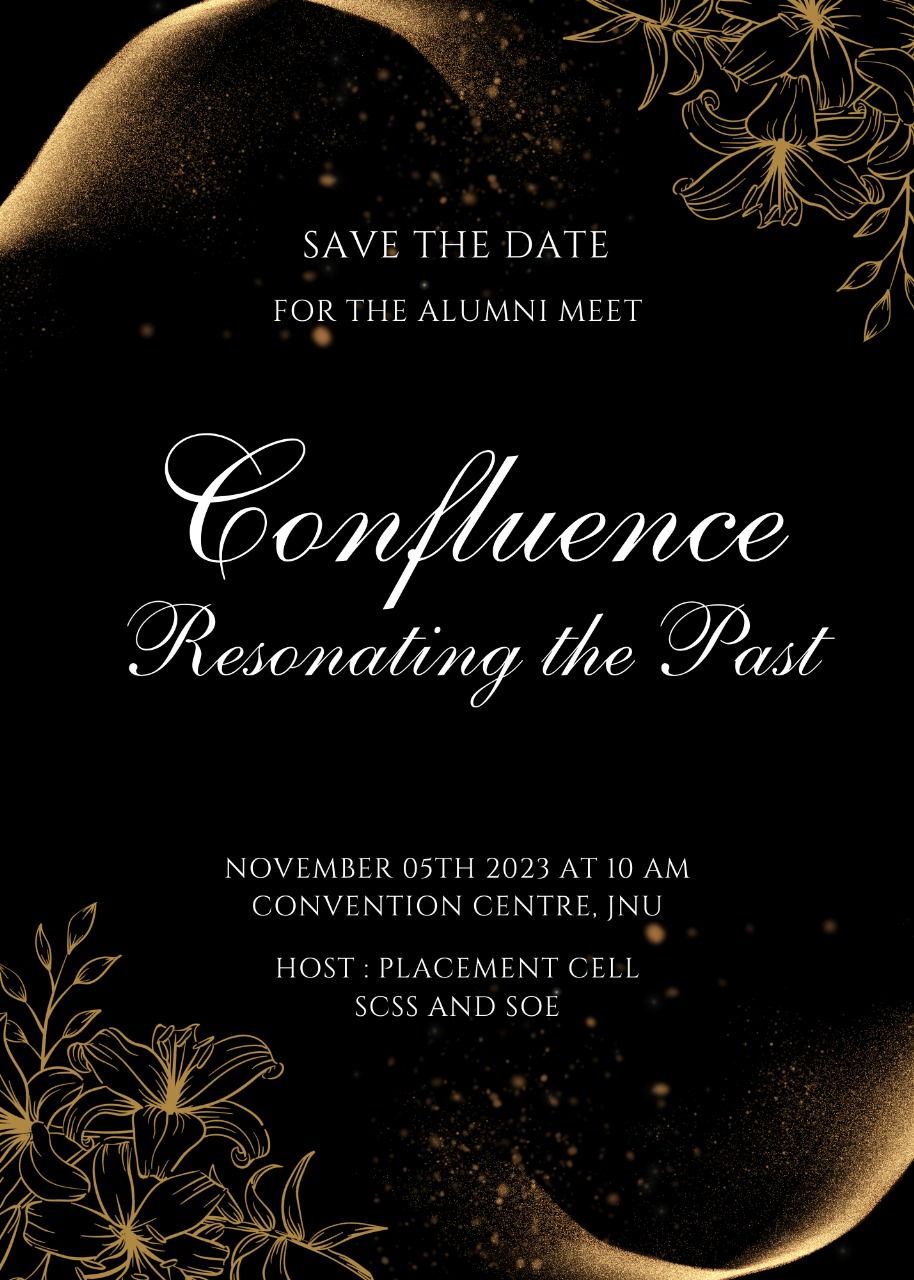 SAVE THE DATE
FOR THE ALUMNI MEET
Confluence
Resonating the Past
NOVEMBER 05TH 2023 AT 10 AM
CONVENTION CENTRE, JNU
HOST : PLACEMENT CELL
SCSS AND SOE